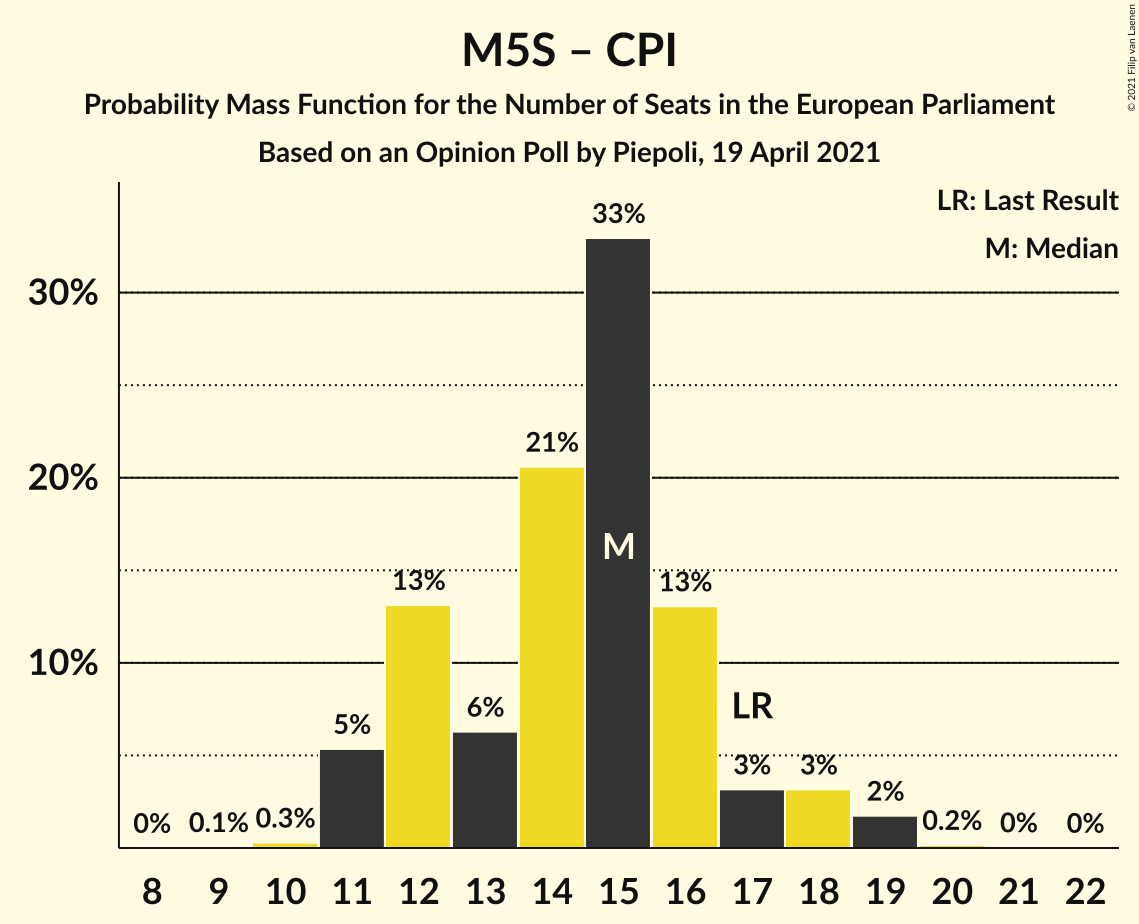 M5S – CPI
Probability Mass Function for the Number of Seats in the European Parliament
Based on an Opinion Poll by Piepoli, 19 April 2021
© 2021 Filip van Laenen
LR: Last Result
M: Median
33%
30%
21%
20%
M
13%
13%
10%
LR
6%
5%
3%
3%
2%
0%
0.1%
0.3%
0.2%
0%
0%
8 9 10 11 12 13 14 15 16 17 18 19 20 21 22